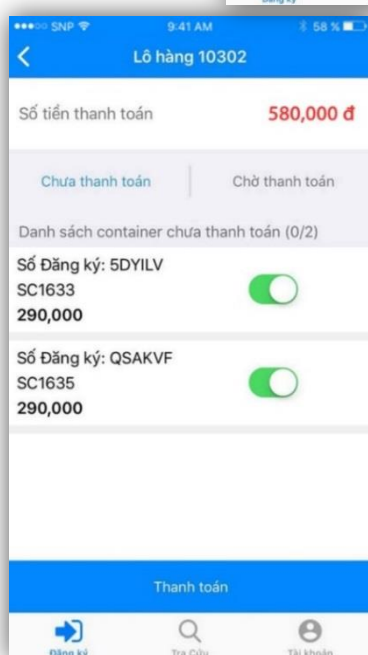 Đăng ký
SNP 9:41 AM 58 %
Lô hàng 10302
Số tiền thanh toán 580,000 đ
Chưa thanh toán Chờ thanh toán
Danh sách container chưa thanh toán (0/2)
Số Đăng ký: 5DYILV
SC1633
290,000
Số Đăng ký: QSAKVF
SC1635
290,000
Thanh toán
Đăng ký Tra Cứu Tài khoản